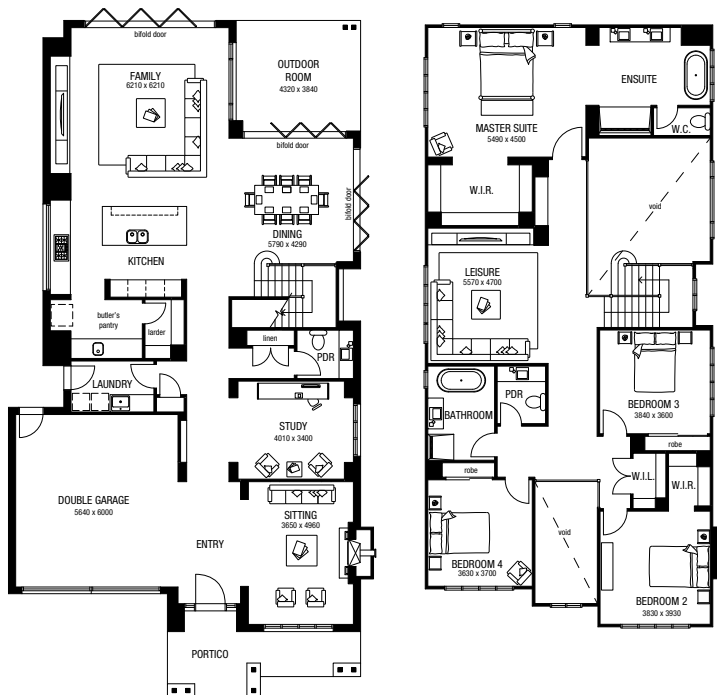 bifold door
FAMILY
6210 x 6210
OUTDOOR
ROOM
4320 x 3840
bifold door
bifold door
DINING
5790 x 4290
KITCHEN
butler's
pantry
larder
linen
PDR
LAUNDRY
STUDY
4010 x 3400
DOUBLE GARAGE
5640 x 6000
SITTING
3650 x 4960
ENTRY
PORTICO
ENSUITE
MASTER SUITE
5490 x 4500
W.C.
W.I.R.
void
LEISURE
5570 x 4700
BATHROOM
PDR
BEDROOM 3
3840 x 3600
robe
robe
W.I.L.
W.I.R.
void
BEDROOM 4
3630 x 3700
BEDROOM 2
3830 x 3930